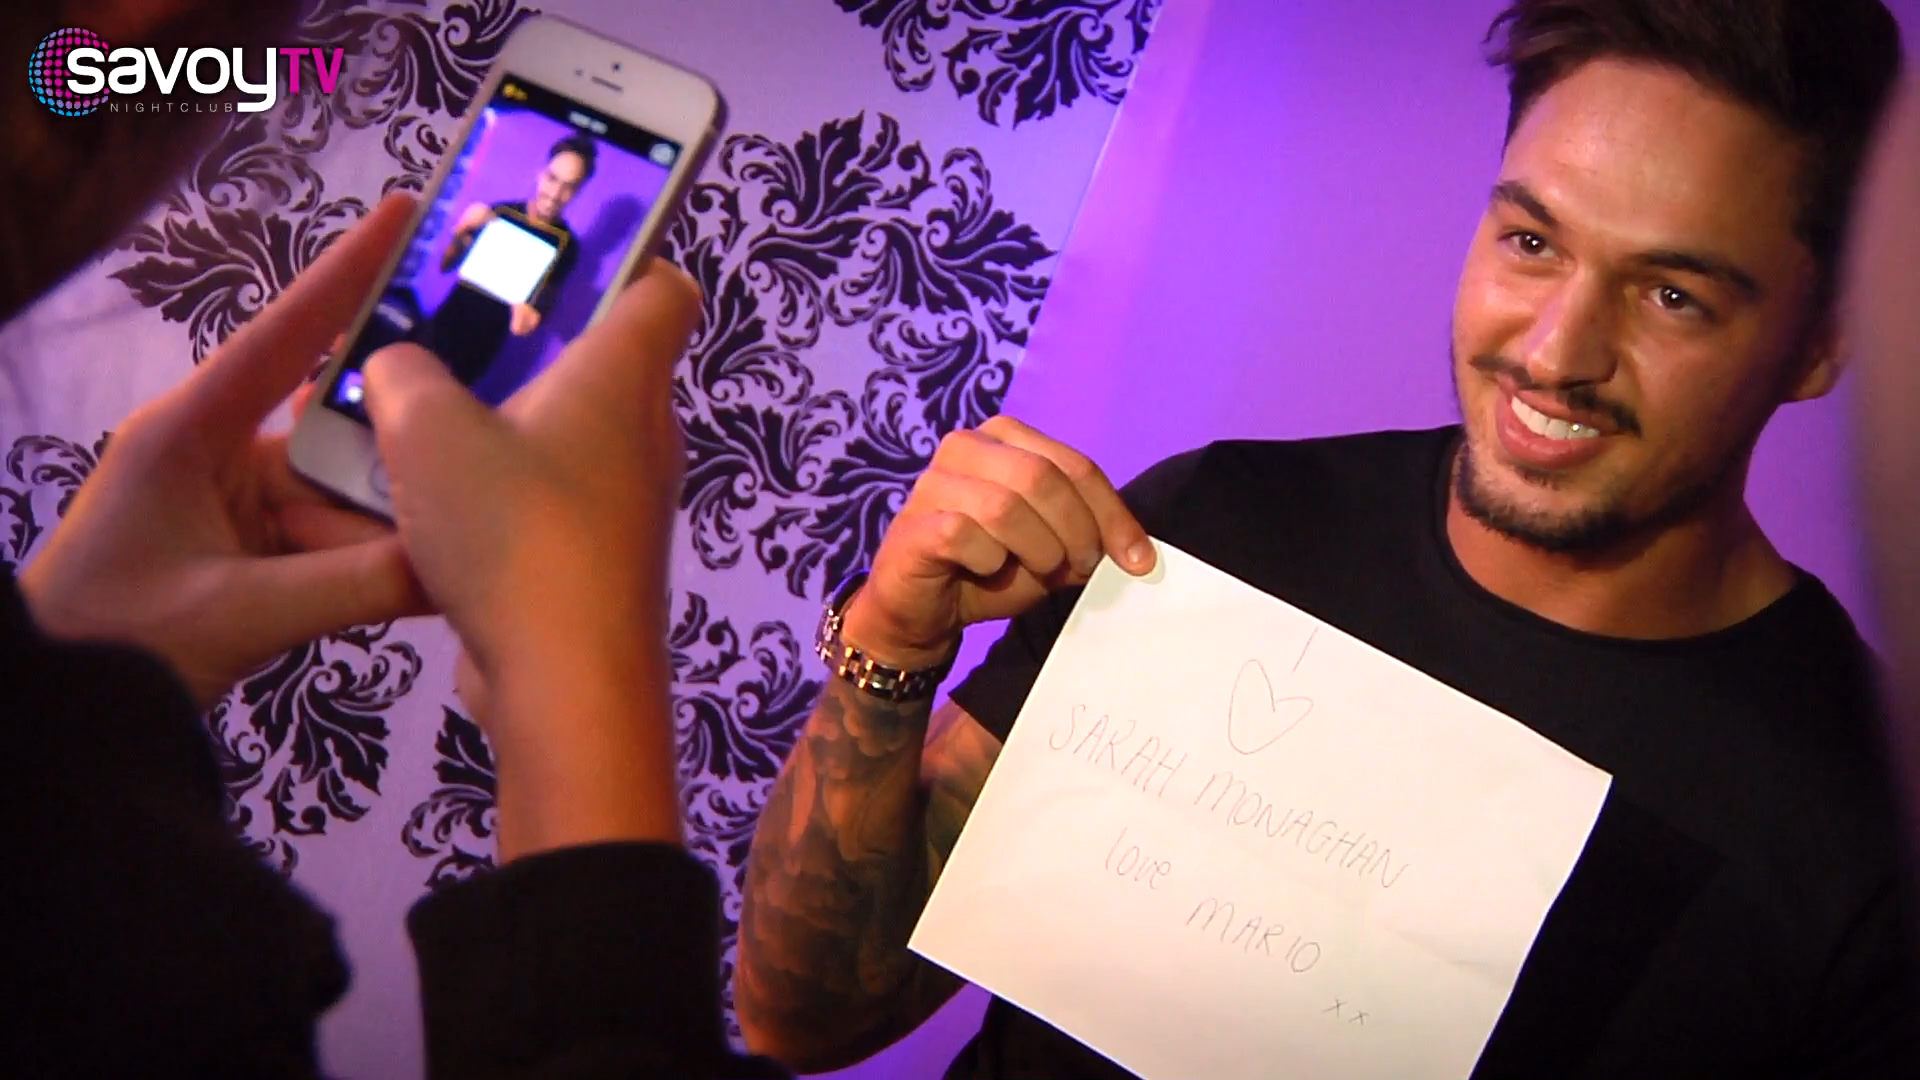 savoyTV
NIGHTCLUB
I
SARAH MONAGHAN
love MARIO
xx